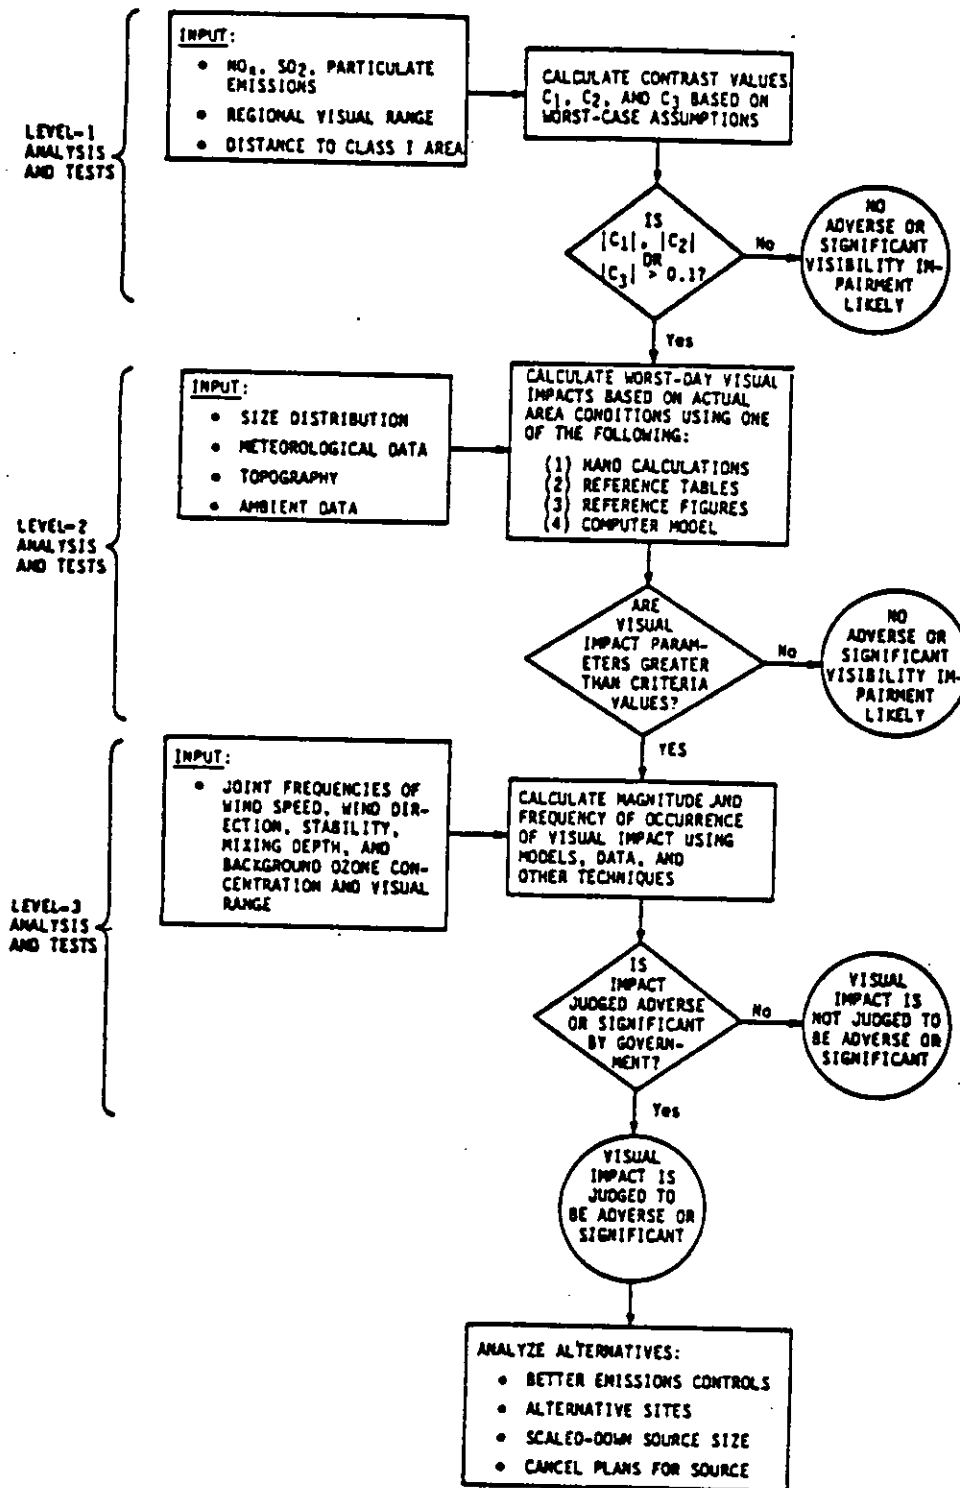 LEVEL-1
ANALYSIS
AND TESTS
INPUT:
• NOx, SO2, PARTICULATE
EMISSIONS
• REGIONAL VISUAL RANGE
• DISTANCE TO CLASS I AREA
CALCULATE CONTRAST VALUES
C1, C2, AND C3 BASED ON
WORST-CASE ASSUMPTIONS
IS
|C1|, |C2|
OR
|C3| > 0.1?
No
NO
ADVERSE OR
SIGNIFICANT
VISIBILITY IM-
PAIRMENT
LIKELY
Yes
LEVEL-2
ANALYSIS
AND TESTS
INPUT:
• SIZE DISTRIBUTION
• METEOROLOGICAL DATA
• TOPOGRAPHY
• AMBIENT DATA
CALCULATE WORST-DAY VISUAL
IMPACTS BASED ON ACTUAL
AREA CONDITIONS USING ONE
OF THE FOLLOWING:
(1) HAND CALCULATIONS
(2) REFERENCE TABLES
(3) REFERENCE FIGURES
(4) COMPUTER MODEL
ARE
VISUAL
IMPACT PARAM-
ETERS GREATER
THAN CRITERIA
VALUES?
No
NO
ADVERSE OR
SIGNIFICANT
VISIBILITY IM-
PAIRMENT
LIKELY
YES
LEVEL-3
ANALYSIS
AND TESTS
INPUT:
• JOINT FREQUENCIES OF
WIND SPEED, WIND DIR-
ECTION, STABILITY,
MIXING DEPTH, AND
BACKGROUND OZONE CON-
CENTRATION AND VISUAL
RANGE
CALCULATE MAGNITUDE AND
FREQUENCY OF OCCURRENCE
OF VISUAL IMPACT USING
MODELS, DATA, AND
OTHER TECHNIQUES
IS
IMPACT
JUDGED ADVERSE
OR SIGNIFICANT
BY GOVERN-
MENT?
No
VISUAL
IMPACT IS
NOT JUDGED TO
BE ADVERSE OR
SIGNIFICANT
Yes
VISUAL
IMPACT IS
JUDGED TO
BE ADVERSE OR
SIGNIFICANT
ANALYZE ALTERNATIVES:
• BETTER EMISSIONS CONTROLS
• ALTERNATIVE SITES
• SCALED-DOWN SOURCE SIZE
• CANCEL PLANS FOR SOURCE